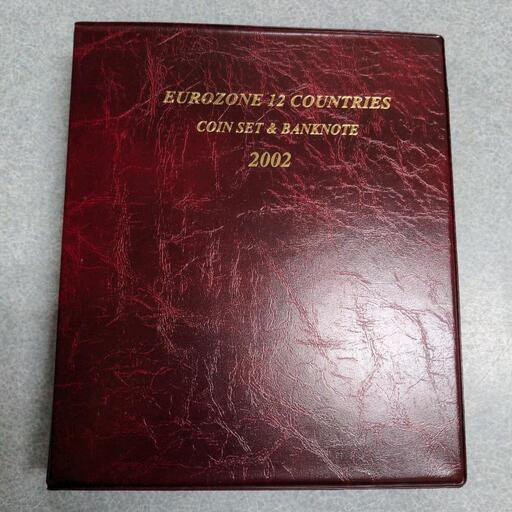 EUROZONE 12 COUNTRIES
COIN SET & BANKNOTE
2002